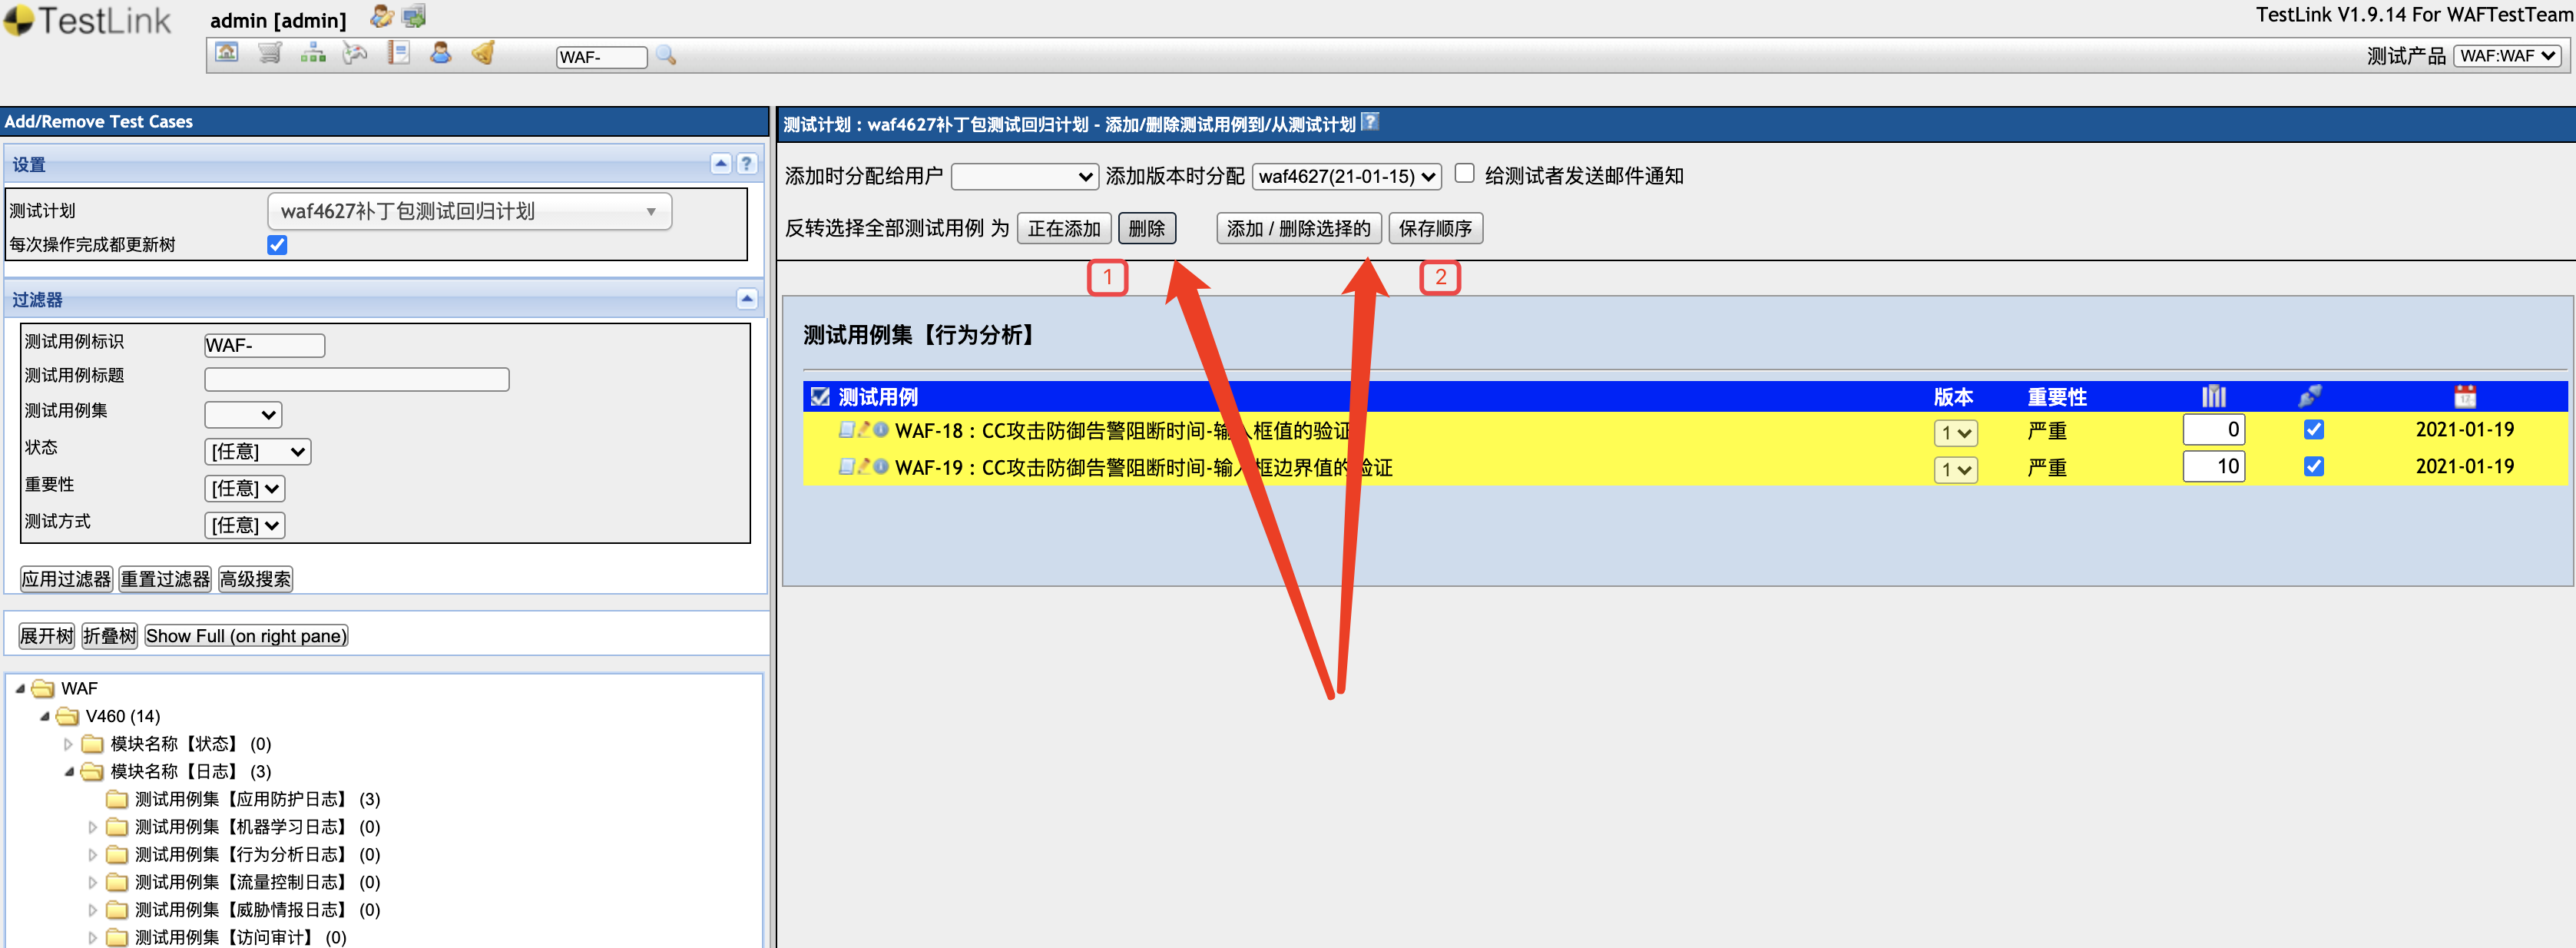 TestLink
admin [admin]
TestLink V1.9.14 For WAFTestTeam
WAF-
测试产品 WAF:WAF
Add/Remove Test Cases
设置
测试计划 waf4627补丁包测试回归计划
每次操作完成都更新树
过滤器
测试用例标识 WAF-
测试用例标题
测试用例集
状态 [任意]
重要性 [任意]
测试方式 [任意]
应用过滤器 重置过滤器 高级搜索
展开树 折叠树 Show Full (on right pane)
WAF
V460 (14)
模块名称【状态】 (0)
模块名称【日志】 (3)
测试用例集【应用防护日志】 (3)
测试用例集【机器学习日志】 (0)
测试用例集【行为分析日志】 (0)
测试用例集【流量控制日志】 (0)
测试用例集【威胁情报日志】 (0)
测试用例集【访问审计】 (0)
测试计划 : waf4627补丁包测试回归计划 - 添加/删除测试用例到/从测试计划
添加时分配给用户 添加版本时分配 waf4627(21-01-15) 给测试者发送邮件通知
反转选择全部测试用例 为 正在添加 删除 添加 / 删除选择的 保存顺序
1 2
测试用例集【行为分析】
测试用例 版本 重要性
WAF-18 : CC攻击防御告警阻断时间-输入框值的验证 1 严重 0 2021-01-19
WAF-19 : CC攻击防御告警阻断时间-输入框边界值的验证 1 严重 10 2021-01-19